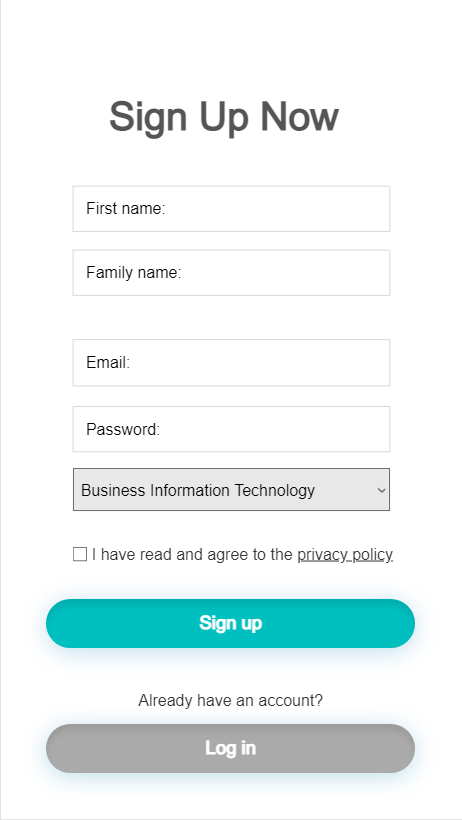 Sign Up Now
First name:
Family name:
Email:
Password:
Business Information Technology
I have read and agree to the privacy policy
Sign up
Already have an account?
Log in